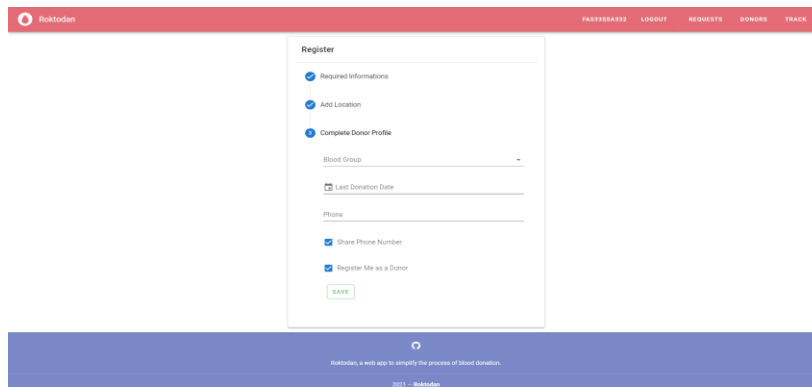 Roktodan
FAS33SSA332 LOGOUT REQUESTS DONORS TRACK
Register
Required Informations
Add Location
3 Complete Donor Profile
Blood Group
Last Donation Date
Phone
Share Phone Number
Register Me as a Donor
SAVE
Roktodan, a web app to simplify the process of blood donation.
2021 — Roktodan